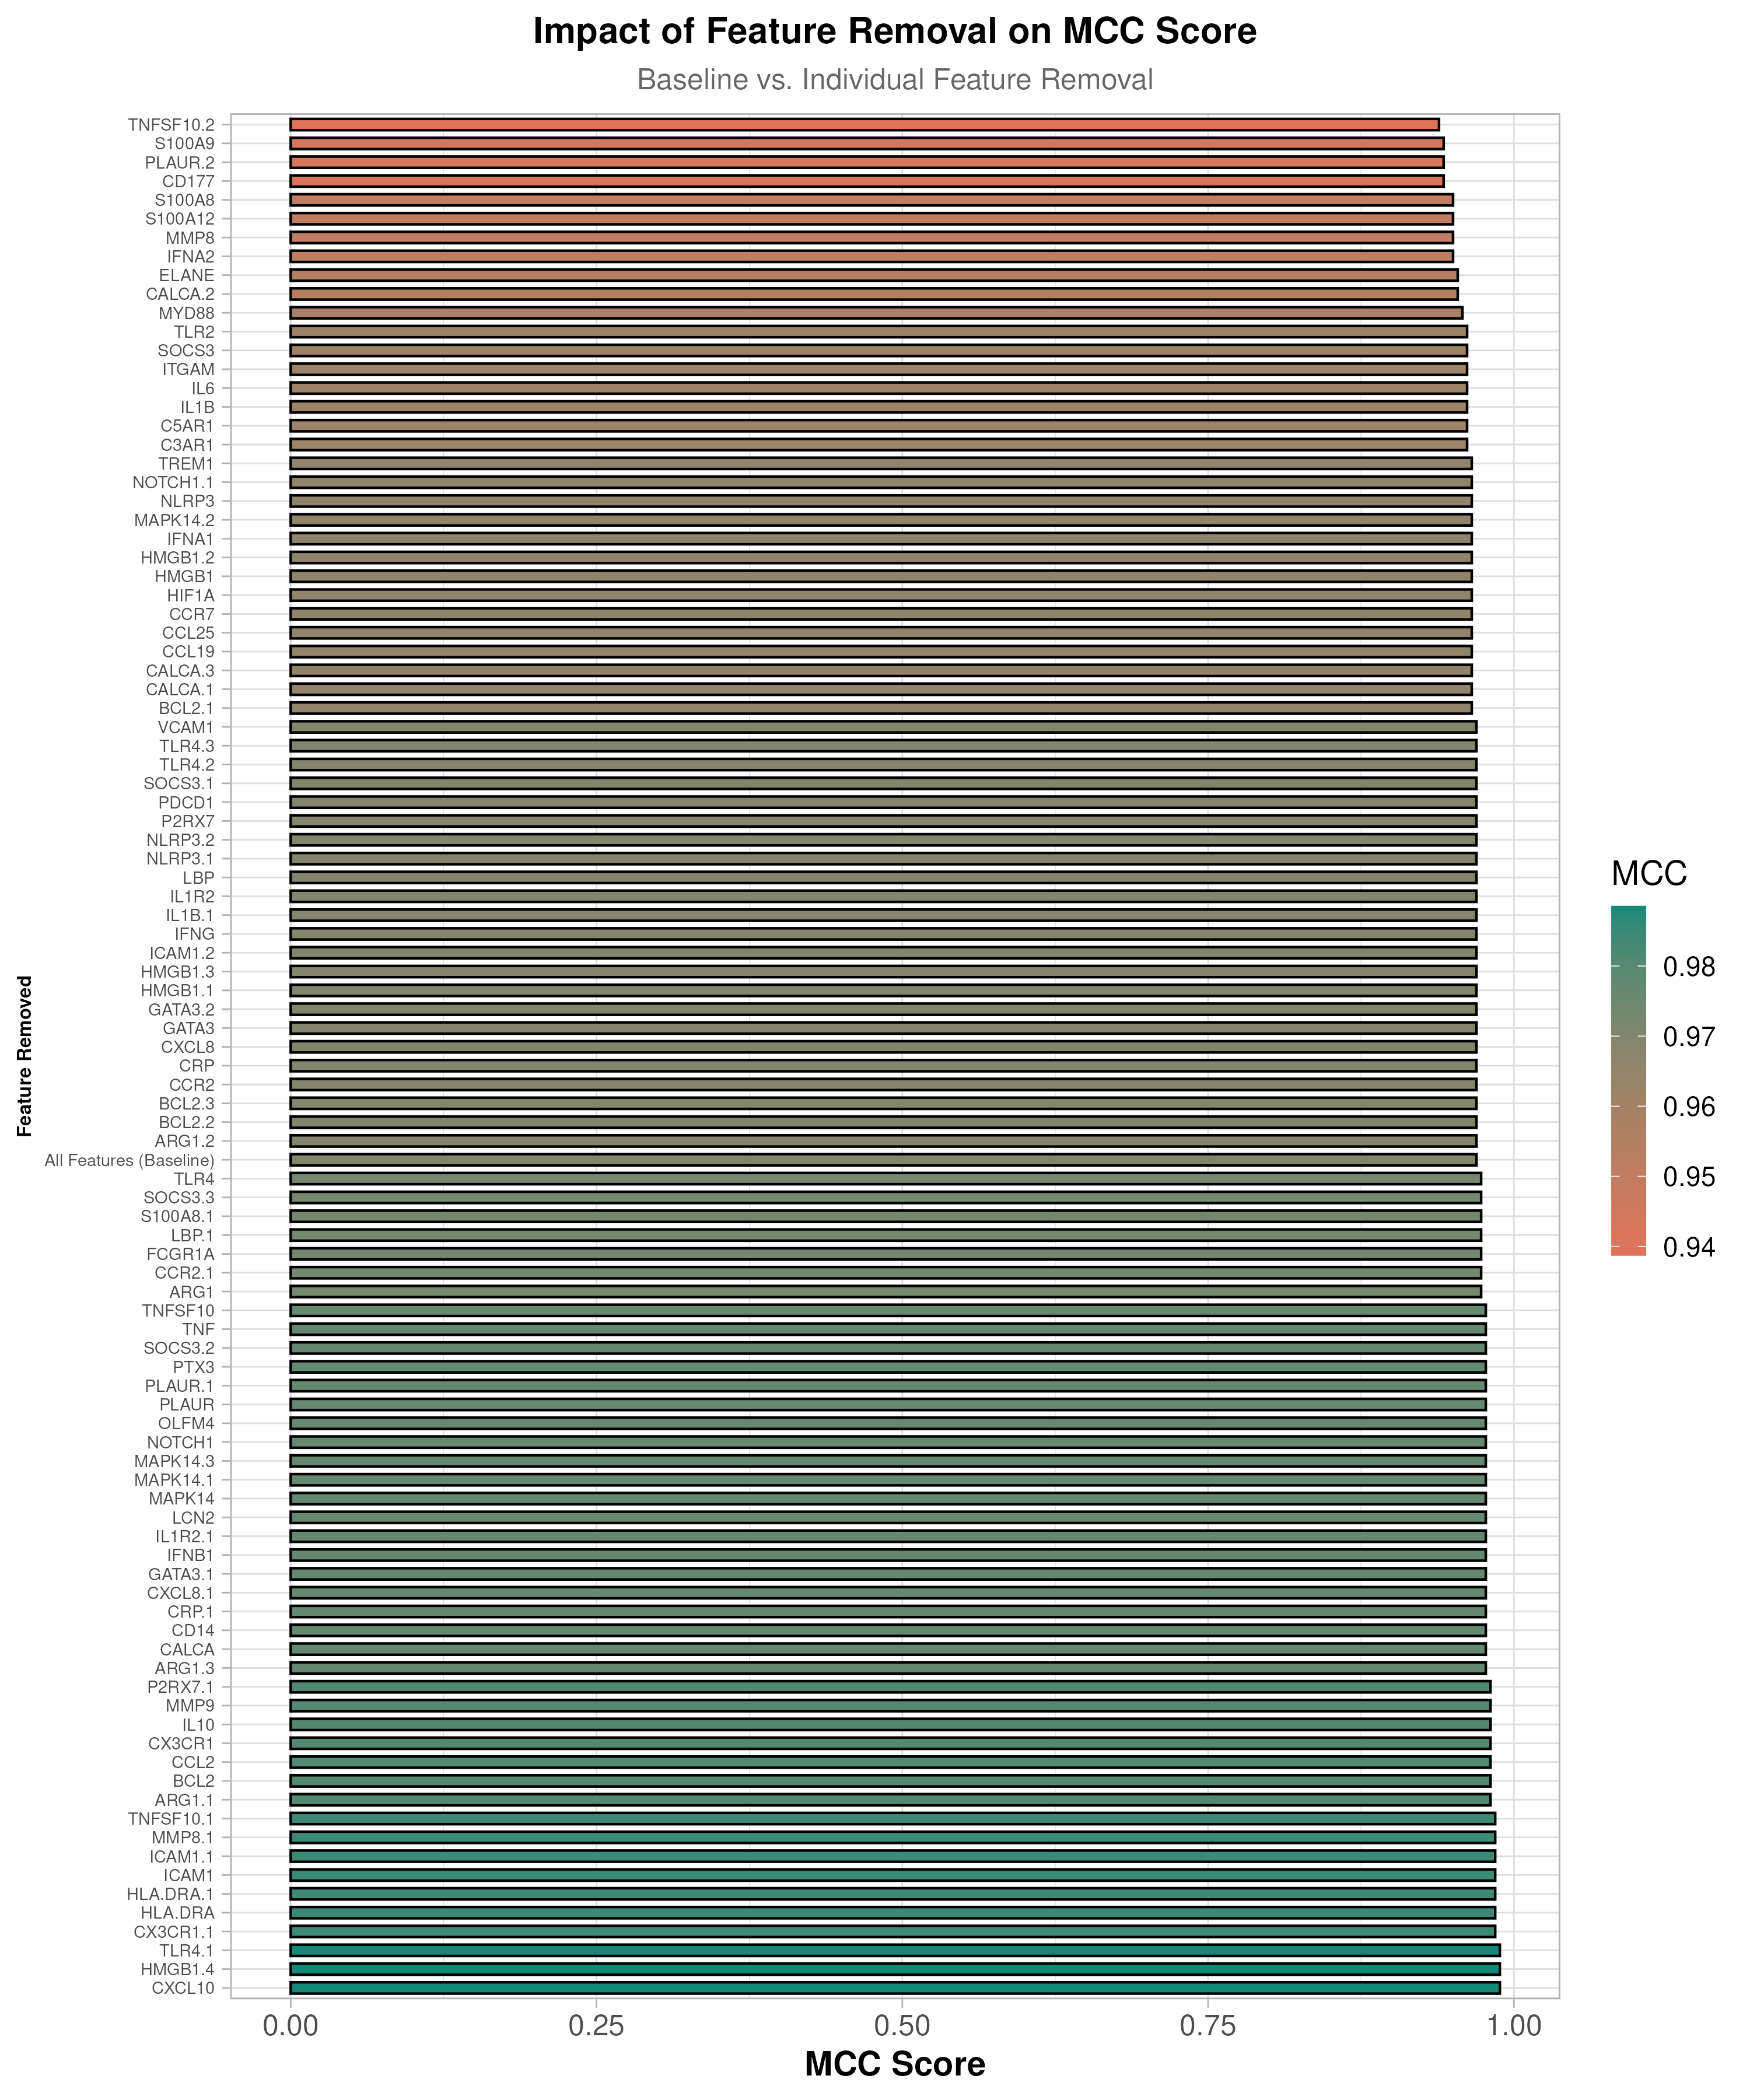 Impact of Feature Removal on MCC Score
Baseline vs. Individual Feature Removal
Feature Removed
TNFSF10.2
S100A9
PLAUR.2
CD177
S100A8
S100A12
MMP8
IFNA2
ELANE
CALCA.2
MYD88
TLR2
SOCS3
ITGAM
IL6
IL1B
C5AR1
C3AR1
TREM1
NOTCH1.1
NLRP3
MAPK14.2
IFNA1
HMGB1.2
HMGB1
HIF1A
CCR7
CCL25
CCL19
CALCA.3
CALCA.1
BCL2.1
VCAM1
TLR4.3
TLR4.2
SOCS3.1
PDCD1
P2RX7
NLRP3.2
NLRP3.1
LBP
IL1R2
IL1B.1
IFNG
ICAM1.2
HMGB1.3
HMGB1.1
GATA3.2
GATA3
CXCL8
CRP
CCR2
BCL2.3
BCL2.2
ARG1.2
All Features (Baseline)
TLR4
SOCS3.3
S100A8.1
LBP.1
FCGR1A
CCR2.1
ARG1
TNFSF10
TNF
SOCS3.2
PTX3
PLAUR.1
PLAUR
OLFM4
NOTCH1
MAPK14.3
MAPK14.1
MAPK14
LCN2
IL1R2.1
IFNB1
GATA3.1
CXCL8.1
CRP.1
CD14
CALCA
ARG1.3
P2RX7.1
MMP9
IL10
CX3CR1
CCL2
BCL2
ARG1.1
TNFSF10.1
MMP8.1
ICAM1.1
ICAM1
HLA.DRA.1
HLA.DRA
CX3CR1.1
TLR4.1
HMGB1.4
CXCL10
0.00 0.25 0.50 0.75 1.00
MCC Score
MCC
0.98
0.97
0.96
0.95
0.94